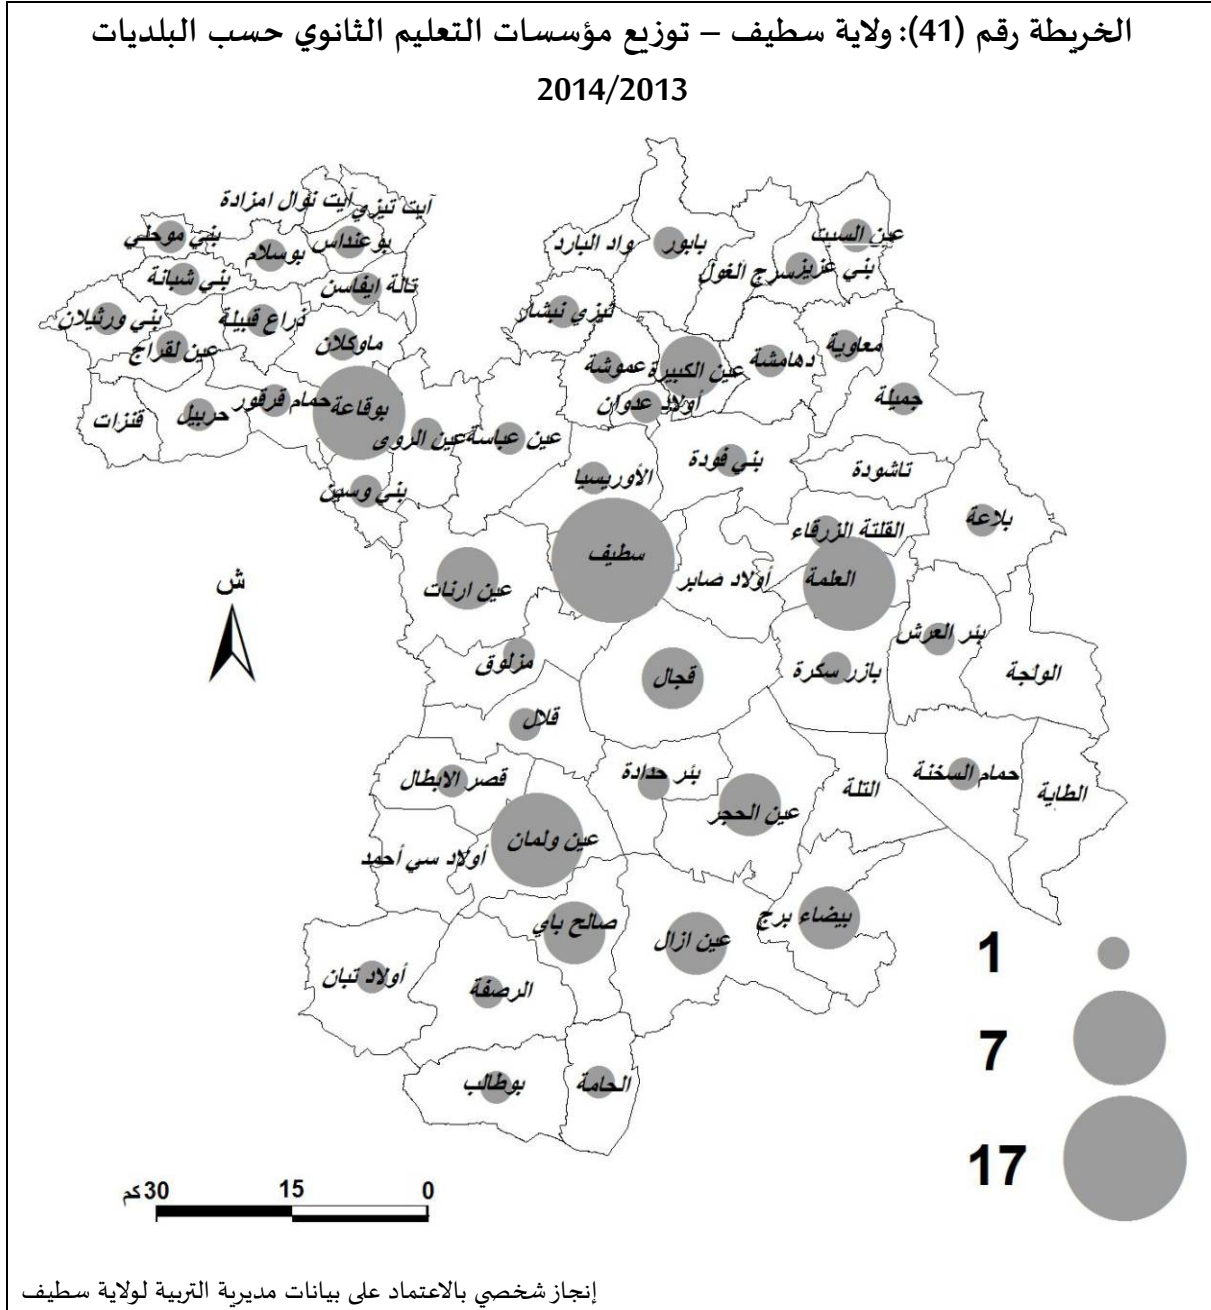 الخريطة رقم (41): ولاية سطيف – توزيع مؤسسات التعليم الثانوي حسب البلديات
2014/2013
آيت تيزي
آيت نوال امزادة
بوعنداس
بوسلام
بني موحلي
تالة ايفاسن
بني شبانة
ماوكلان
ذراع قبيلة
عين لقراج
بني ورثيلان
بوقاعة
حمام قرقور
حربيل
قنزات
بني وسين
عين الروى
عين عباسة
عين السبت
بني عزيز
سرج الغول
بابور
واد البارد
تيزي نبشار
معاوية
دهامشة
عين الكبيرة
عموشة
أولاد عدوان
جميلة
تاشودة
بني فودة
الأوريسيا
بلاعة
القلتة الزرقاء
العلمة
أولاد صابر
سطيف
عين ارنات
بئر العرش
الولجة
بازر سكرة
قجال
مزلوق
قلال
ش
الطاية
حمام السخنة
التلة
عين الحجر
بئر حدادة
قصر الابطال
عين ولمان
أولاد سي أحمد
بيضاء برج
عين ازال
صالح باي
الرصفة
أولاد تبان
الحامة
بوطالب
1
7
17
0
15
30 كم
إنجاز شخصي بالاعتماد على بيانات مديرية التربية لولاية سطيف